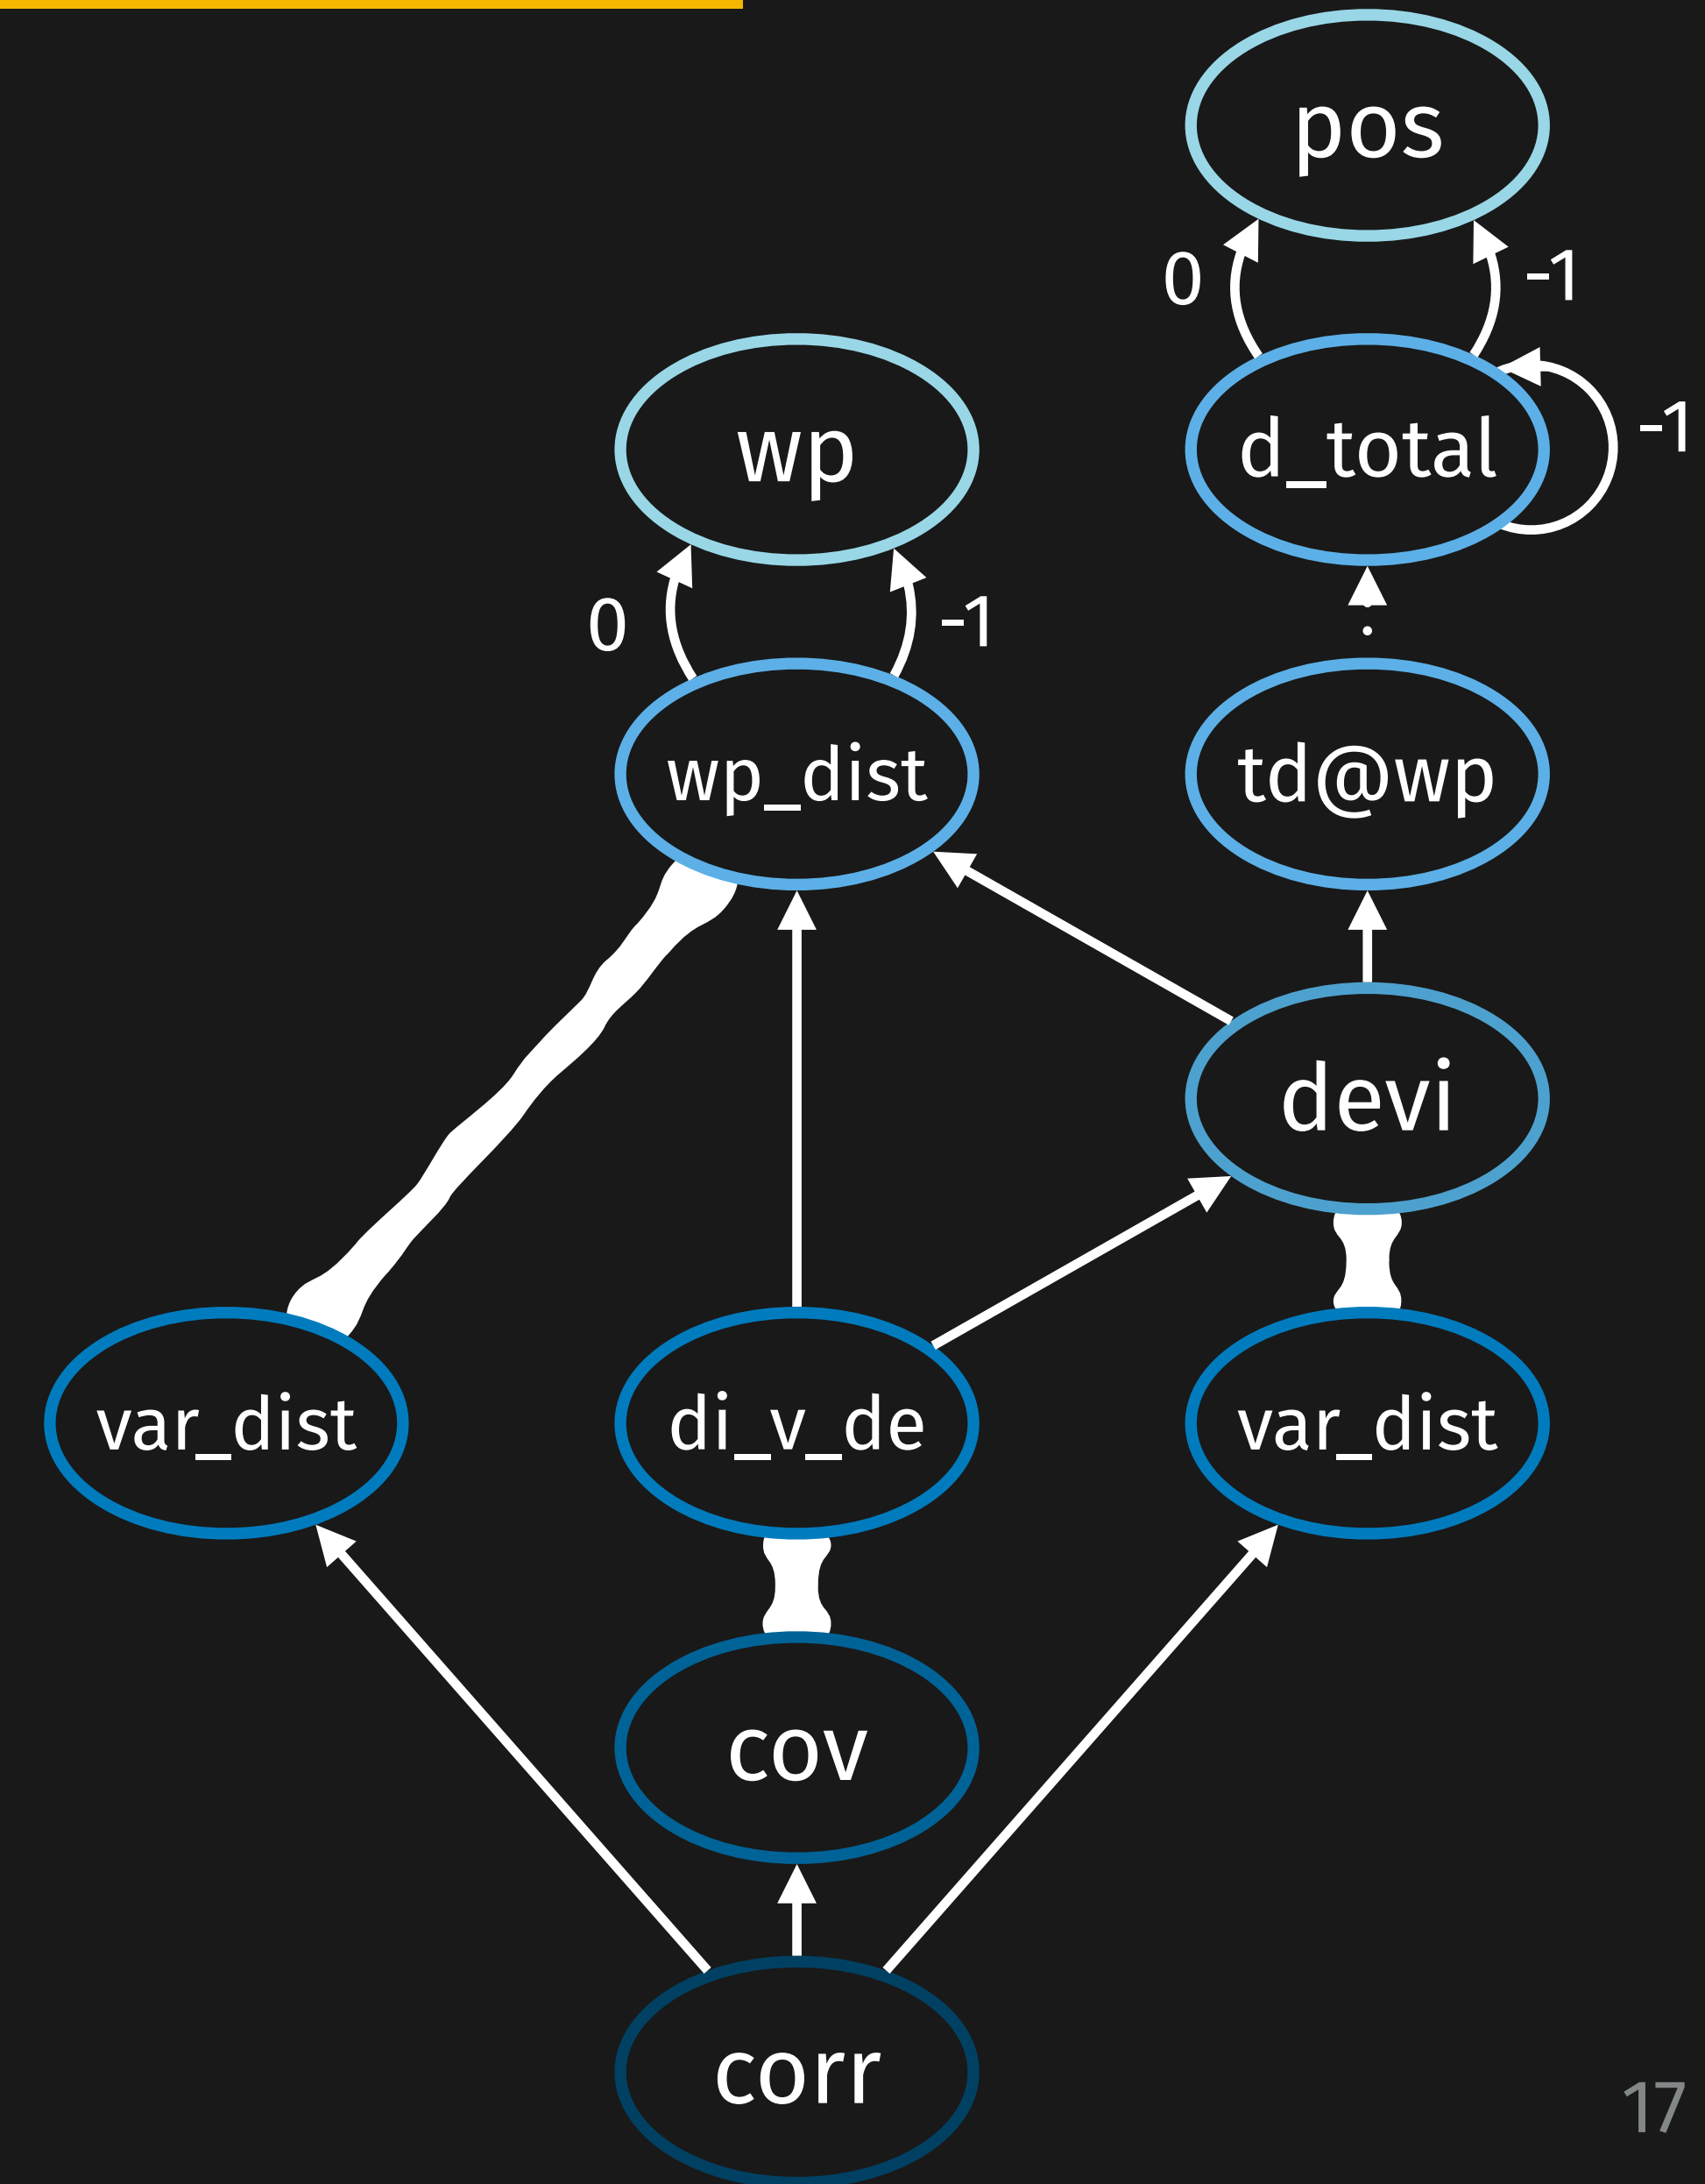 pos
0
-1
wp
d_total
-1
0
-1
wp_dist
td@wp
devi
var_dist
di_v_de
var_dist
cov
corr
17